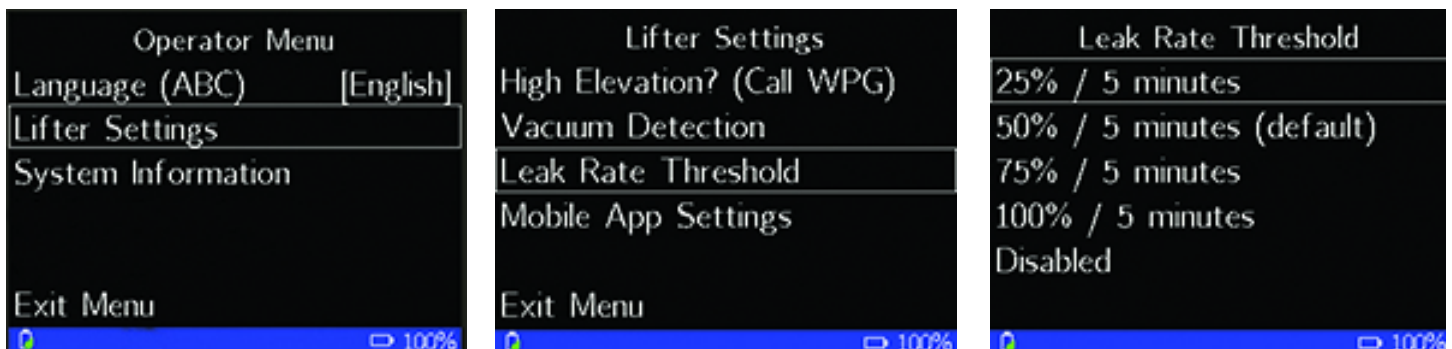 Operator Menu
Language (ABC) [English]
Lifter Settings
System Information
Exit Menu
100%
Lifter Settings
High Elevation? (Call WPG)
Vacuum Detection
Leak Rate Threshold
Mobile App Settings
Exit Menu
100%
Leak Rate Threshold
25% / 5 minutes
50% / 5 minutes (default)
75% / 5 minutes
100% / 5 minutes
Disabled
100%